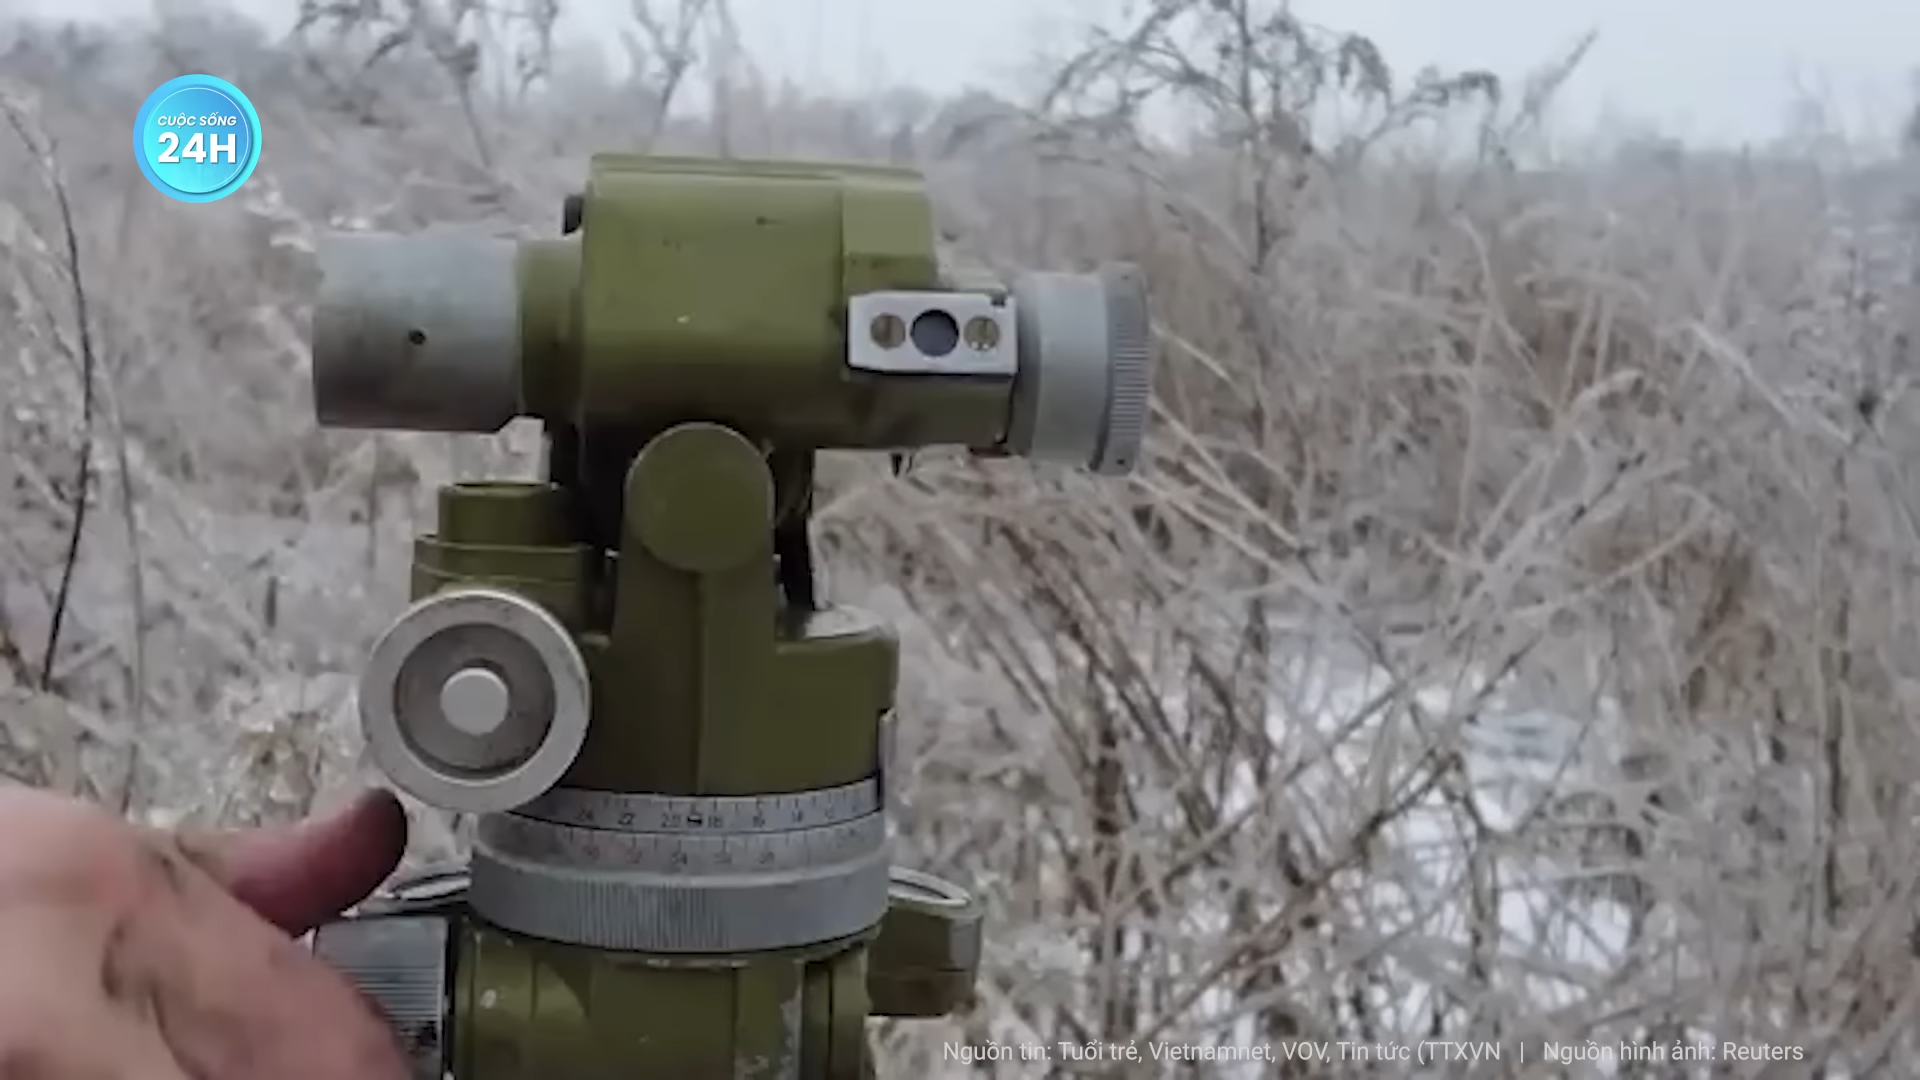 CUỘC SỐNG
24H
Nguồn tin: Tuổi trẻ, Vietnamnet, VOV, Tin tức (TTXVN | Nguồn hình ảnh: Reuters